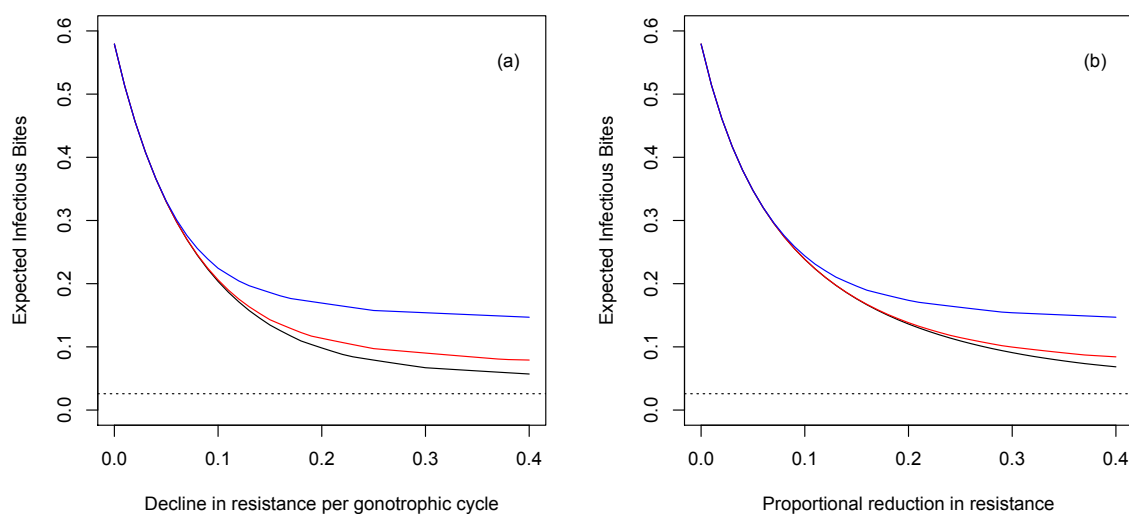 (a)
Expected Infectious Bites
0.6
0.5
0.4
0.3
0.2
0.1
0.0
0.0 0.1 0.2 0.3 0.4
Decline in resistance per gonotrophic cycle
(b)
Expected Infectious Bites
0.6
0.5
0.4
0.3
0.2
0.1
0.0
0.0 0.1 0.2 0.3 0.4
Proportional reduction in resistance